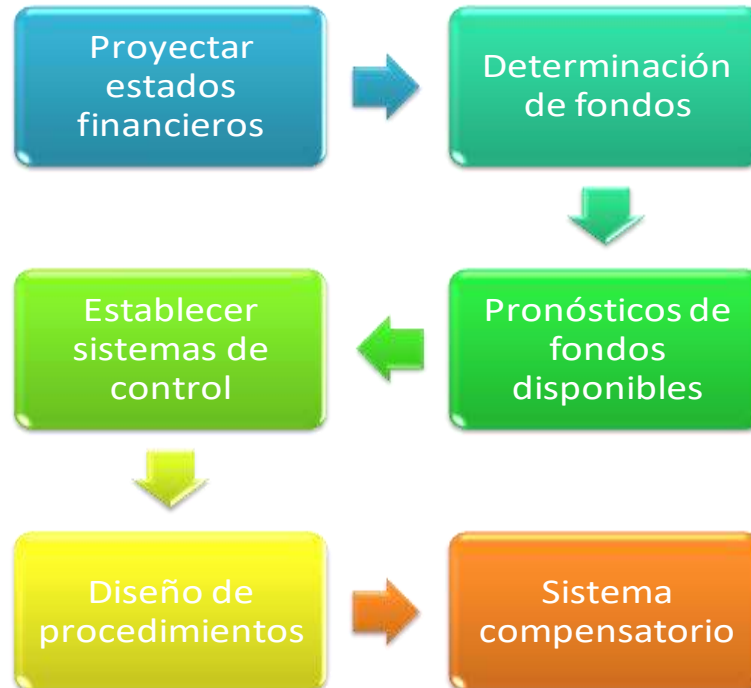 Proyectar
estados
financieros
Determinación
de fondos
Pronósticos de
fondos
disponibles
Establecer
sistemas de
control
Diseño de
procedimientos
Sistema
compensatorio